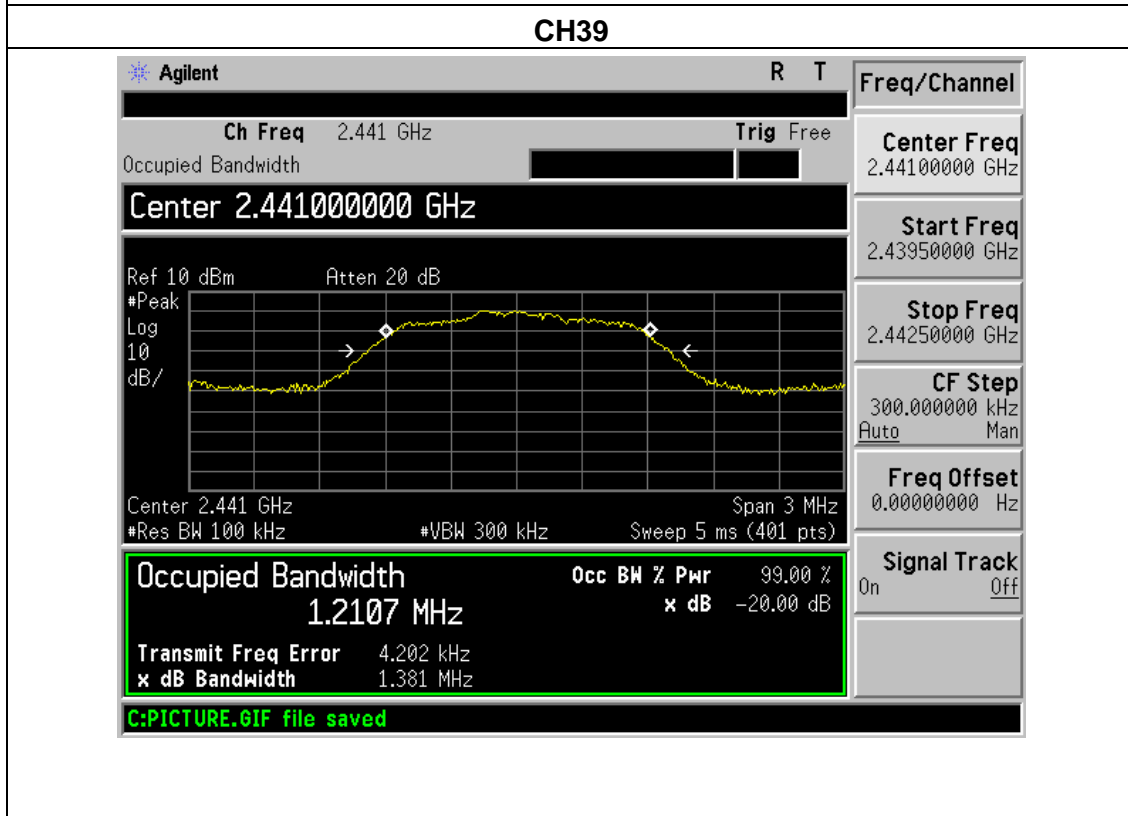 CH39
Agilent R T
Ch Freq 2.441 GHz Trig Free
Occupied Bandwidth
Center 2.441000000 GHz
Ref 10 dBm Atten 20 dB
#Peak
Log
10
dB/
Center 2.441 GHz Span 3 MHz
#Res BW 100 kHz #VBW 300 kHz Sweep 5 ms (401 pts)
Occupied Bandwidth Occ BW % Pwr 99.00 %
1.2107 MHz x dB -20.00 dB
Transmit Freq Error 4.202 kHz
x dB Bandwidth 1.381 MHz
C:PICTURE.GIF file saved
Freq/Channel
Center Freq
2.44100000 GHz
Start Freq
2.43950000 GHz
Stop Freq
2.44250000 GHz
CF Step
300.000000 kHz
Auto Man
Freq Offset
0.00000000 Hz
Signal Track
On Off